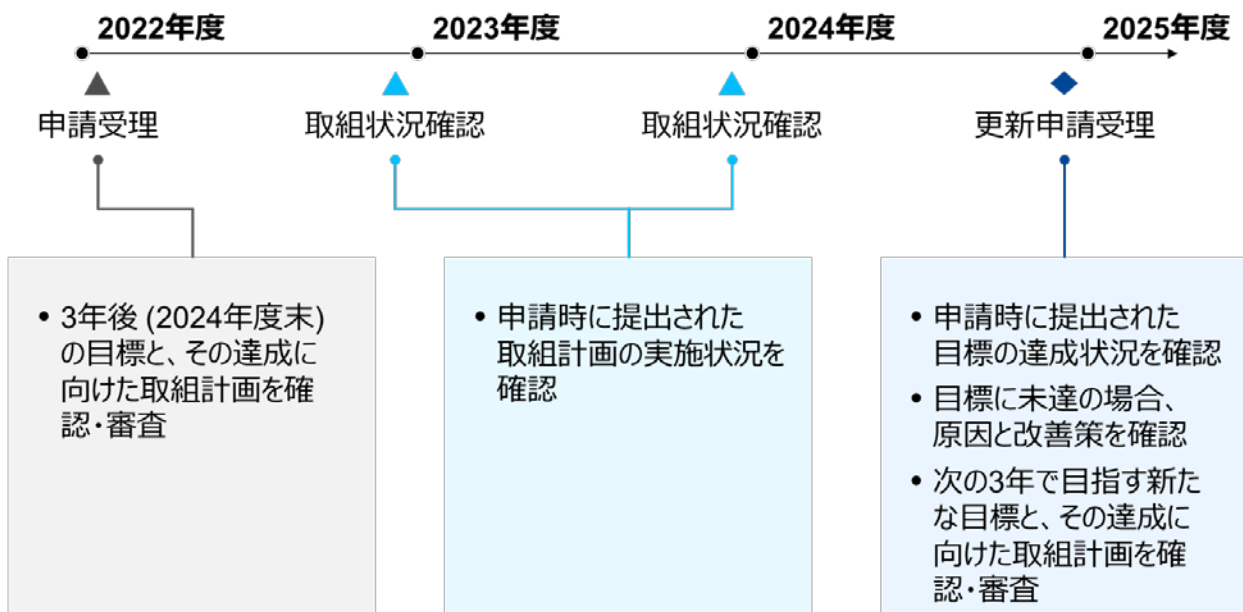 2022年度
2023年度
2024年度
2025年度
申請受理
取組状況確認
取組状況確認
更新申請受理
• 3年後 (2024年度末)
の目標と、その達成に
向けた取組計画を確
認・審査
• 申請時に提出された
取組計画の実施状況を
確認
• 申請時に提出された
目標の達成状況を確認
• 目標に未達の場合、
原因と改善策を確認
• 次の3年で目指す新た
な目標と、その達成に
向けた取組計画を確
認・審査